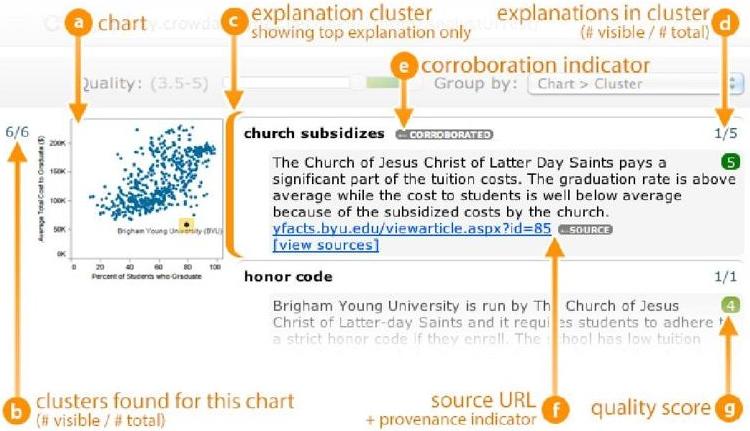 a chart
c explanation cluster
showing top explanation only
explanations in cluster
(# visible / # total) d
e corroboration indicator
Quality: (3.5-5)
Group by: Chart > Cluster
6/6
Average Total Cost to Graduate ($)
200K
150K
100K
50K
0K
Brigham Young University (BYU)
0 20 40 60 80 100
Percent of Students who Graduate
church subsidizes ←CORROBORATED 1/5
The Church of Jesus Christ of Latter Day Saints pays a 5
significant part of the tuition costs. The graduation rate is above
average while the cost to students is well below average
because of the subsidized costs by the church.
yfacts.byu.edu/viewarticle.aspx?id=85 ←SOURCE
[view sources]
honor code 1/1
Brigham Young University is run by The Church of Jesus 4
Christ of Latter-day Saints and it requires students to adhere
a strict honor code if they enroll. The school has low tuition
b clusters found for this chart
(# visible / # total)
source URL
+ provenance indicator f
quality score g